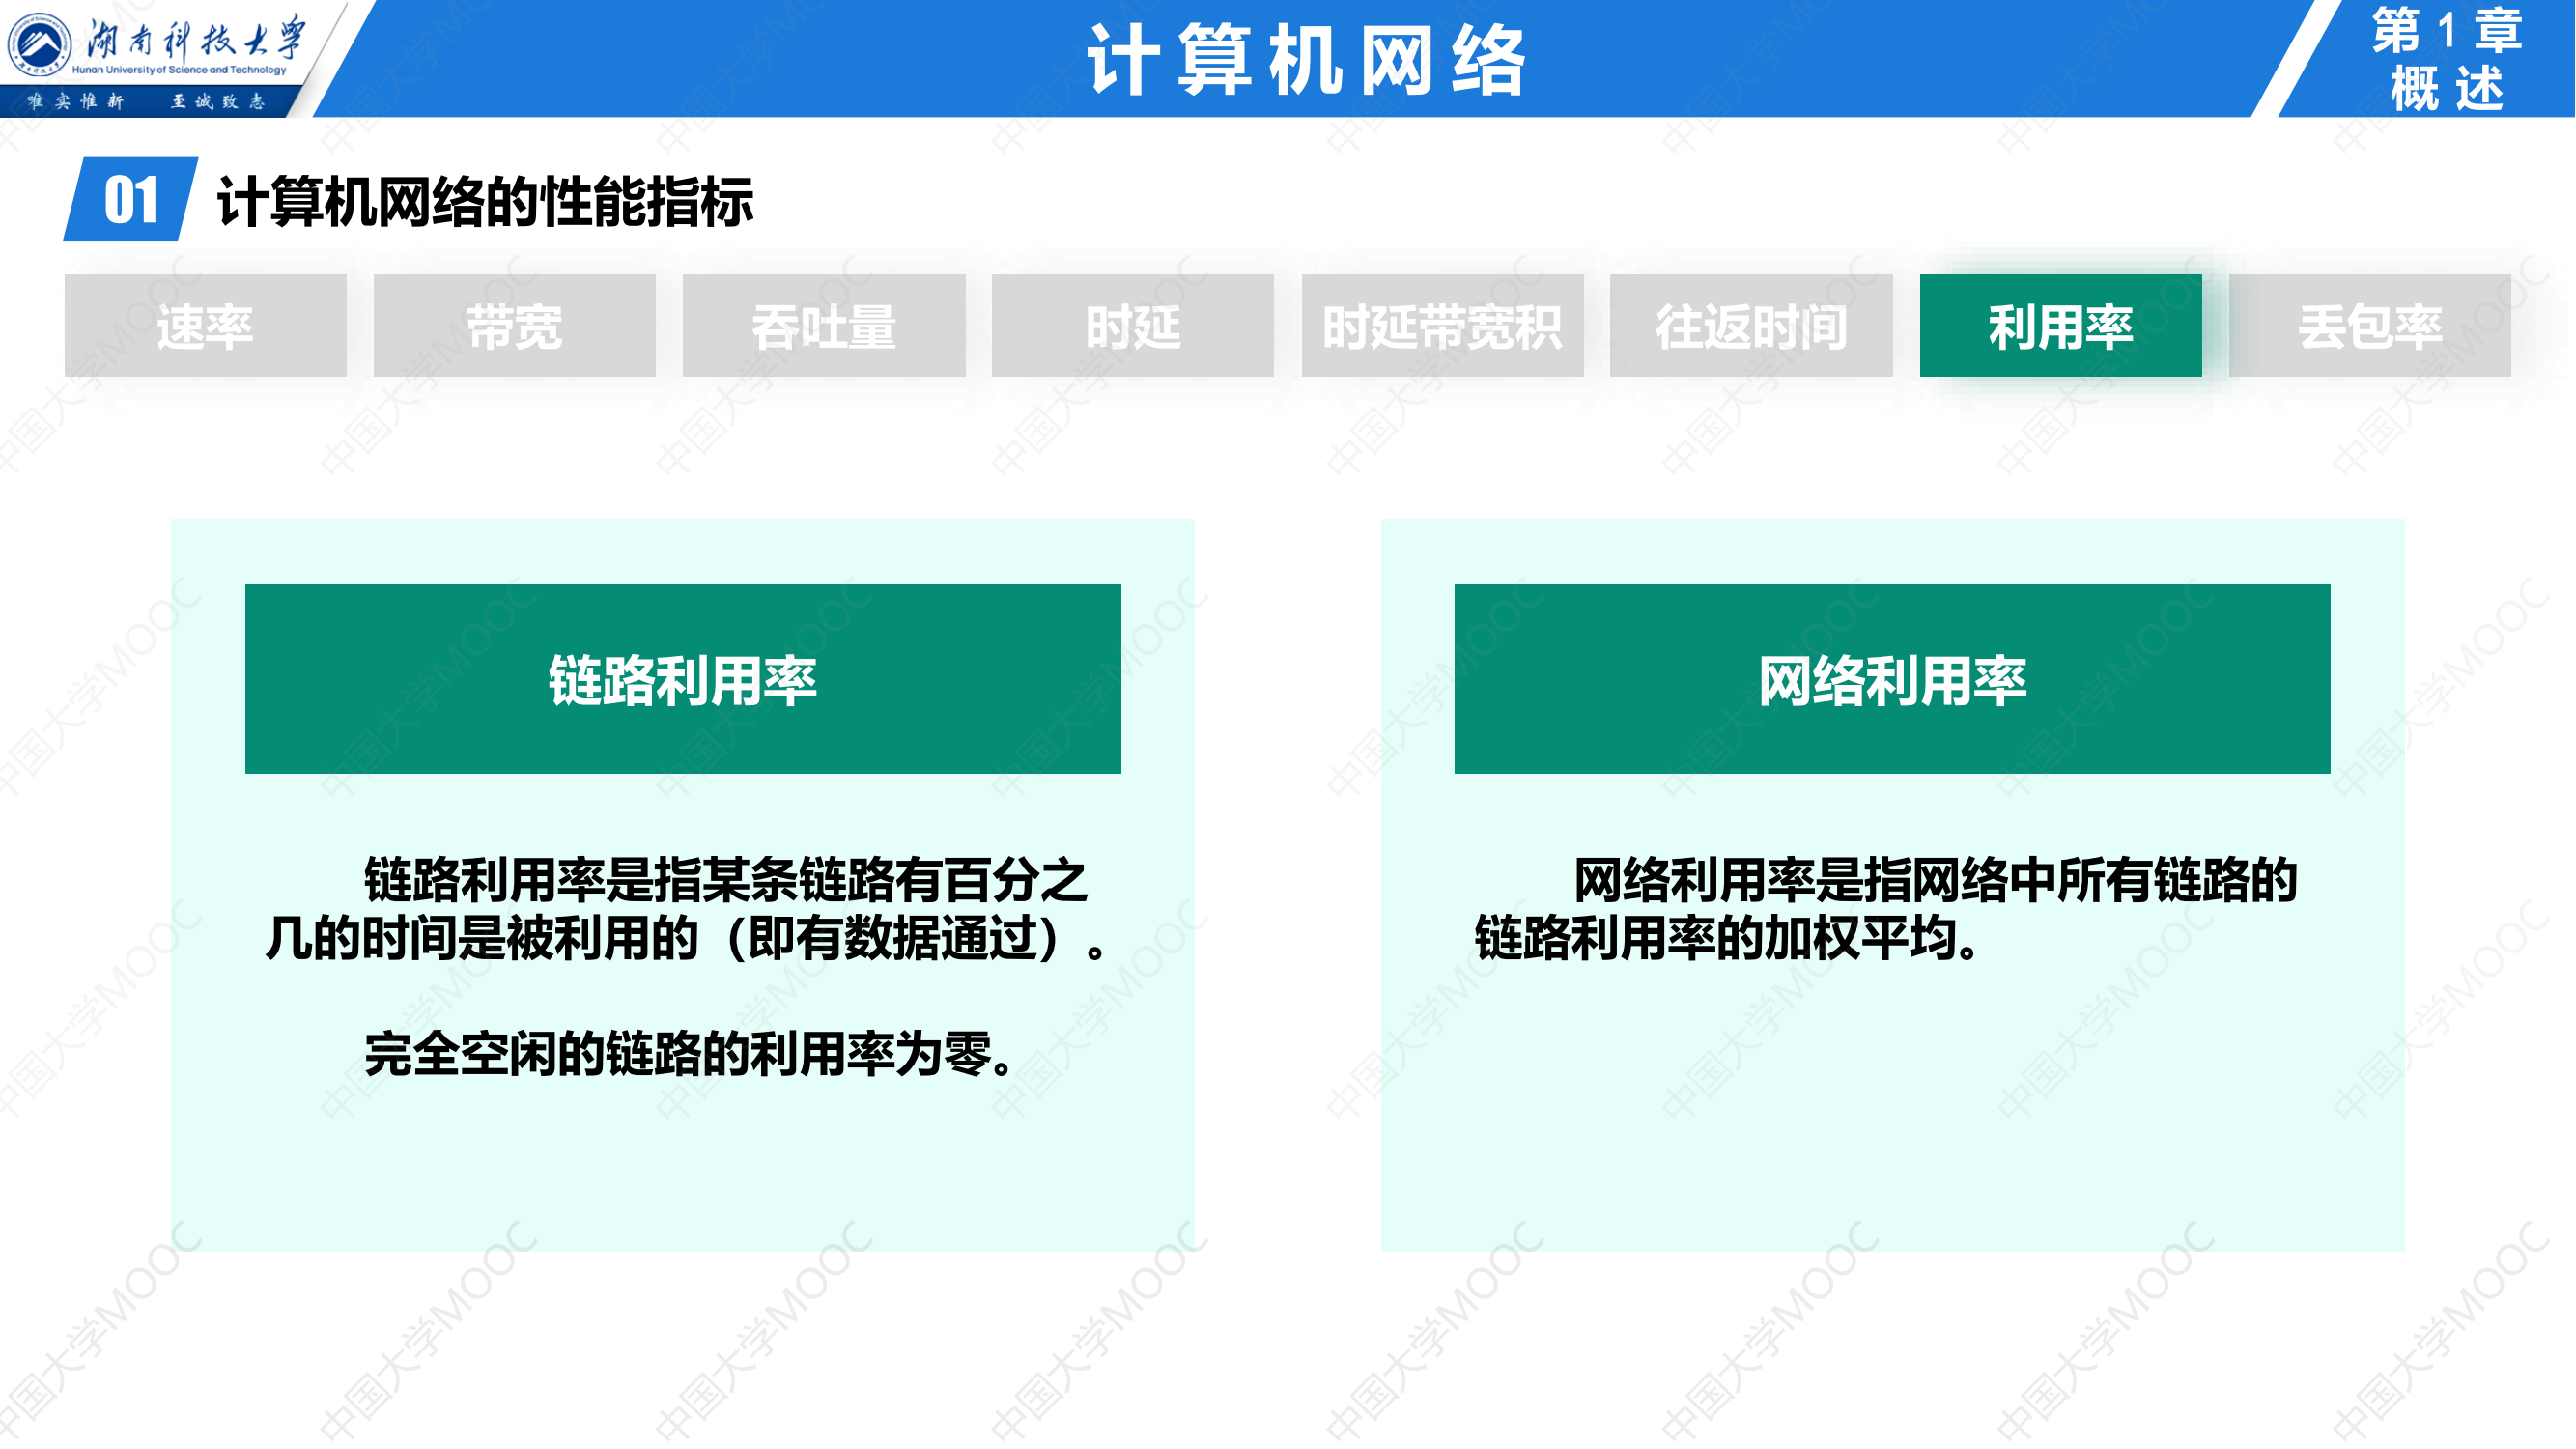 湖南科技大学
Hunan University of Science and Technology
唯实惟新 至诚致志
计算机网络
第1章
概述
01 计算机网络的性能指标
速率 带宽 吞吐量 时延 时延带宽积 往返时间 利用率 丢包率
链路利用率
链路利用率是指某条链路有百分之
几的时间是被利用的（即有数据通过）。
完全空闲的链路的利用率为零。
网络利用率
网络利用率是指网络中所有链路的
链路利用率的加权平均。
中国大学MOOC